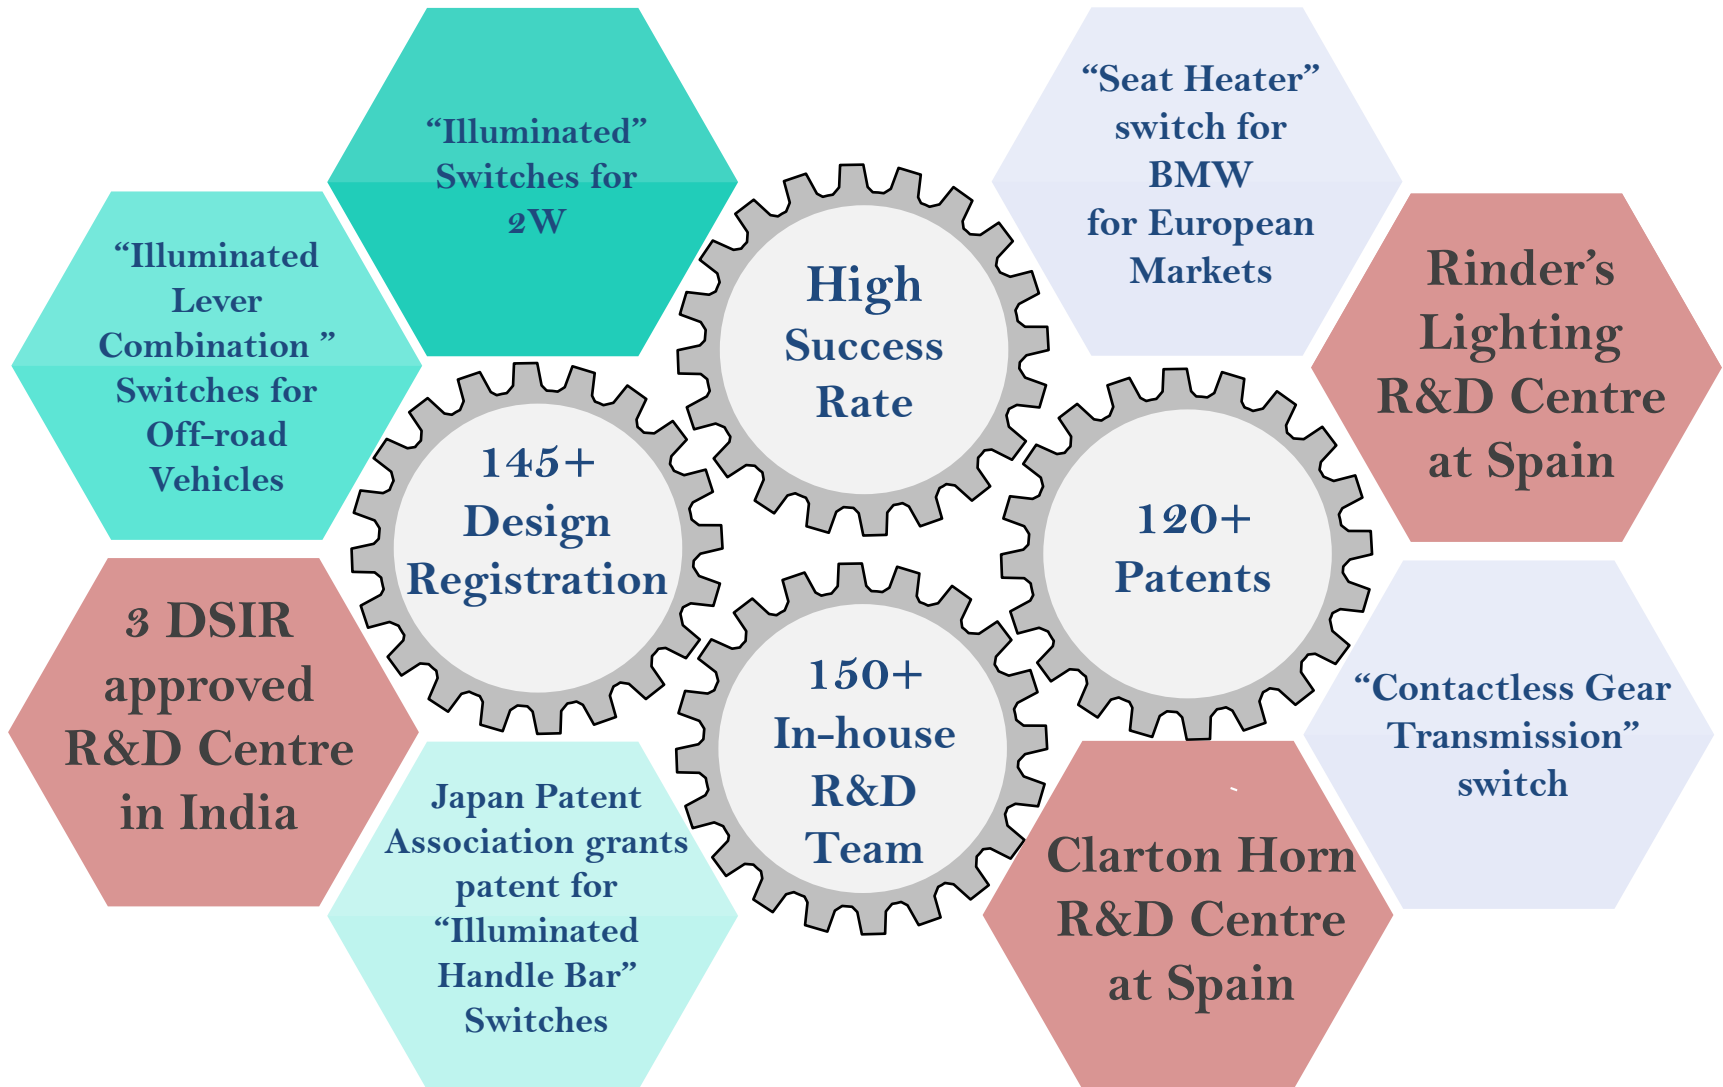 “Illuminated”
Switches for
2W
“Seat Heater”
switch for
BMW
for European
Markets
“Illuminated
Lever
Combination ”
Switches for
Off-road
Vehicles
High
Success
Rate
Rinder’s
Lighting
R&D Centre
at Spain
145+
Design
Registration
120+
Patents
3 DSIR
approved
R&D Centre
in India
150+
In-house
R&D
Team
“Contactless Gear
Transmission”
switch
Japan Patent
Association grants
patent for
“Illuminated
Handle Bar”
Switches
Clarton Horn
R&D Centre
at Spain